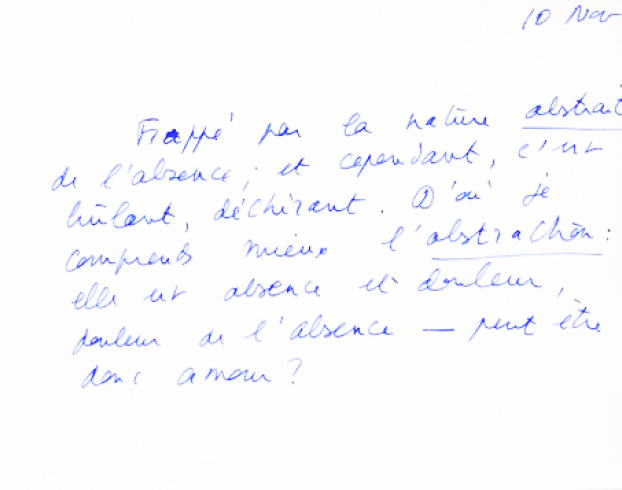 10 Nov
Frappé par la nature abstrait
de l'absence ; et cependant, c'est
brûlant, déchirant. D'où je
comprends mieux l'abstraction :
elle est absence et douleur,
douleur de l'absence — peut être
donc amour ?